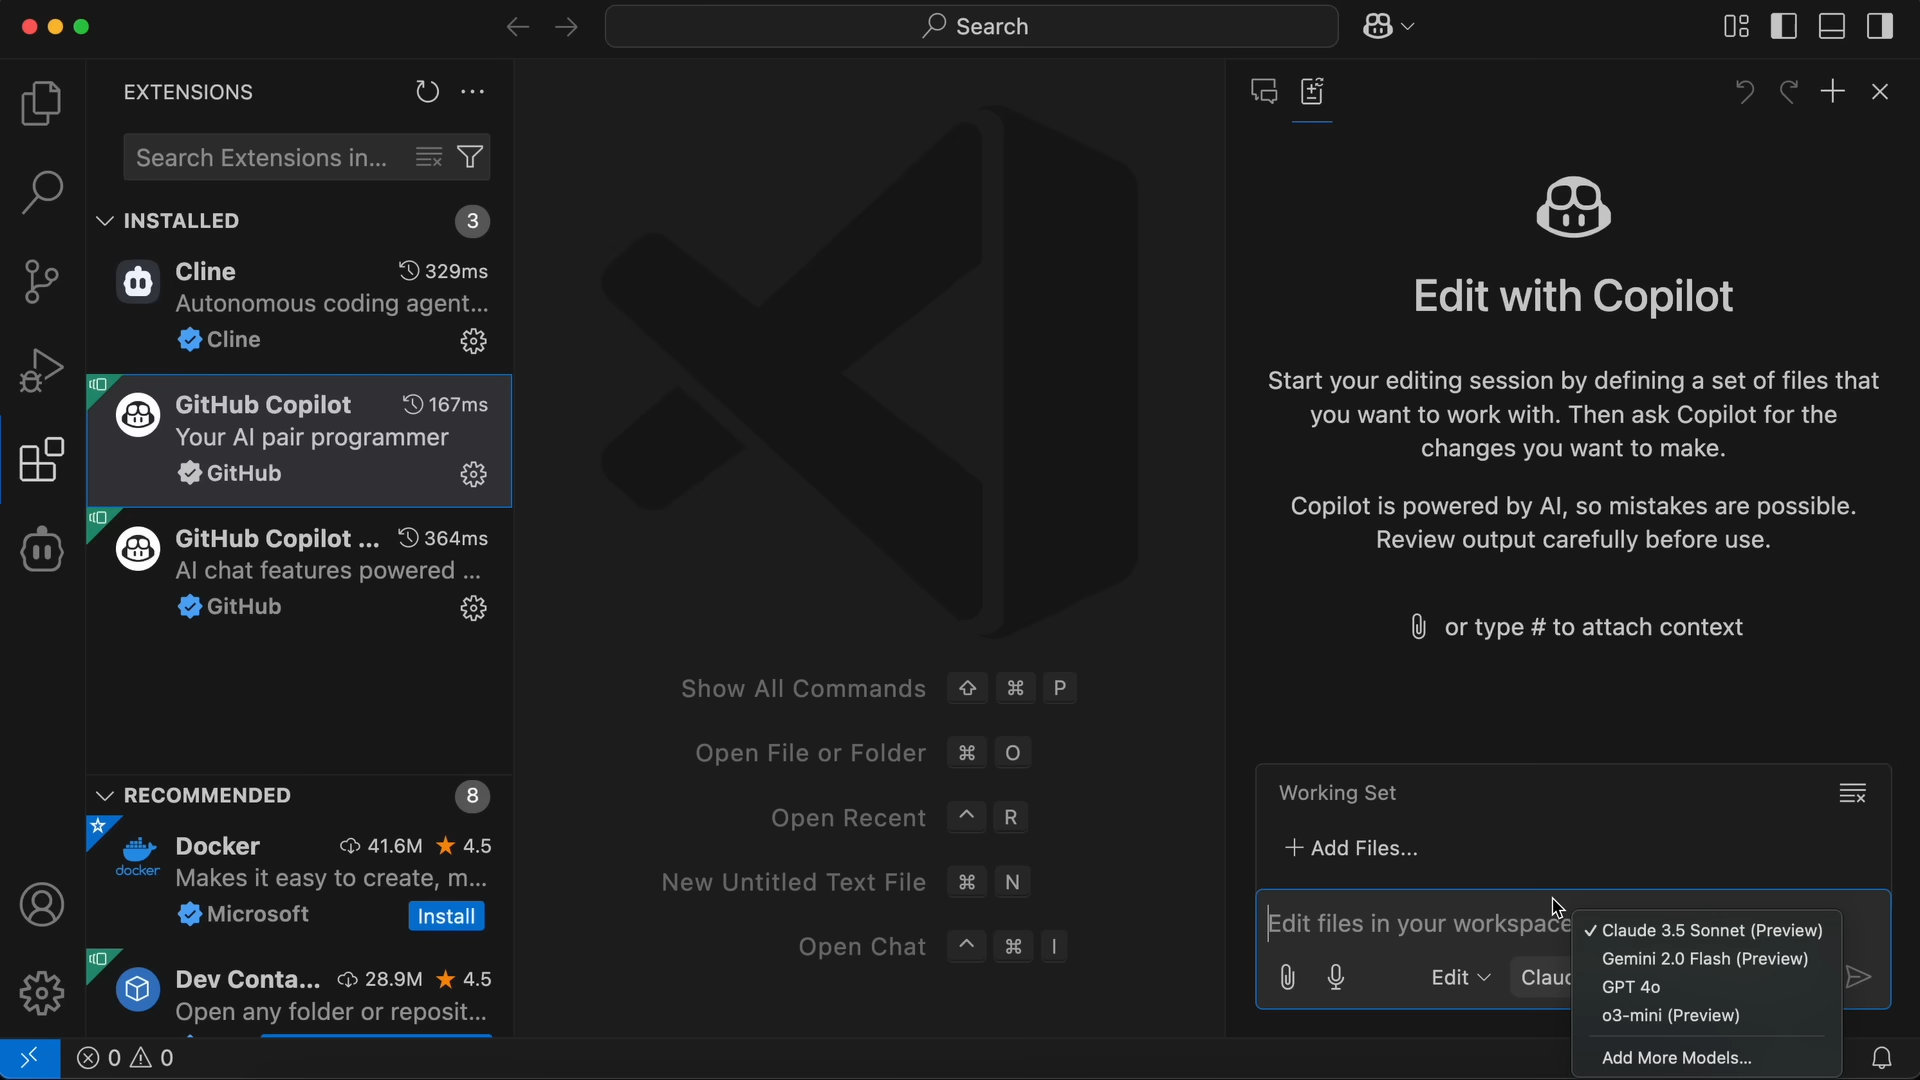 Search
EXTENSIONS
Search Extensions in...
INSTALLED
3
Cline
329ms
Autonomous coding agent...
Cline
GitHub Copilot
167ms
Your AI pair programmer
GitHub
GitHub Copilot ...
364ms
AI chat features powered ...
GitHub
RECOMMENDED
8
Docker
41.6M
4.5
docker
Makes it easy to create, m...
Microsoft
Install
Dev Conta...
28.9M
4.5
Open any folder or reposit...
0
0
Show All Commands ⇧ ⌘ P
Open File or Folder ⌘ O
Open Recent ^ R
New Untitled Text File ⌘ N
Open Chat ^ ⌘ I
Edit with Copilot
Start your editing session by defining a set of files that
you want to work with. Then ask Copilot for the
changes you want to make.
Copilot is powered by AI, so mistakes are possible.
Review output carefully before use.
or type # to attach context
Working Set
+ Add Files...
Edit files in your workspace
Edit
Clauc
✓ Claude 3.5 Sonnet (Preview)
Gemini 2.0 Flash (Preview)
GPT 4o
o3-mini (Preview)
Add More Models...